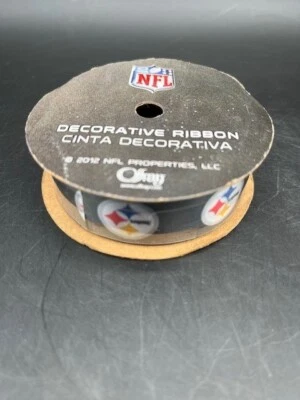 NFL
DECORATIVE RIBBON
CINTA DECORATIVA
© 2012 NFL PROPERTIES, LLC
Offray